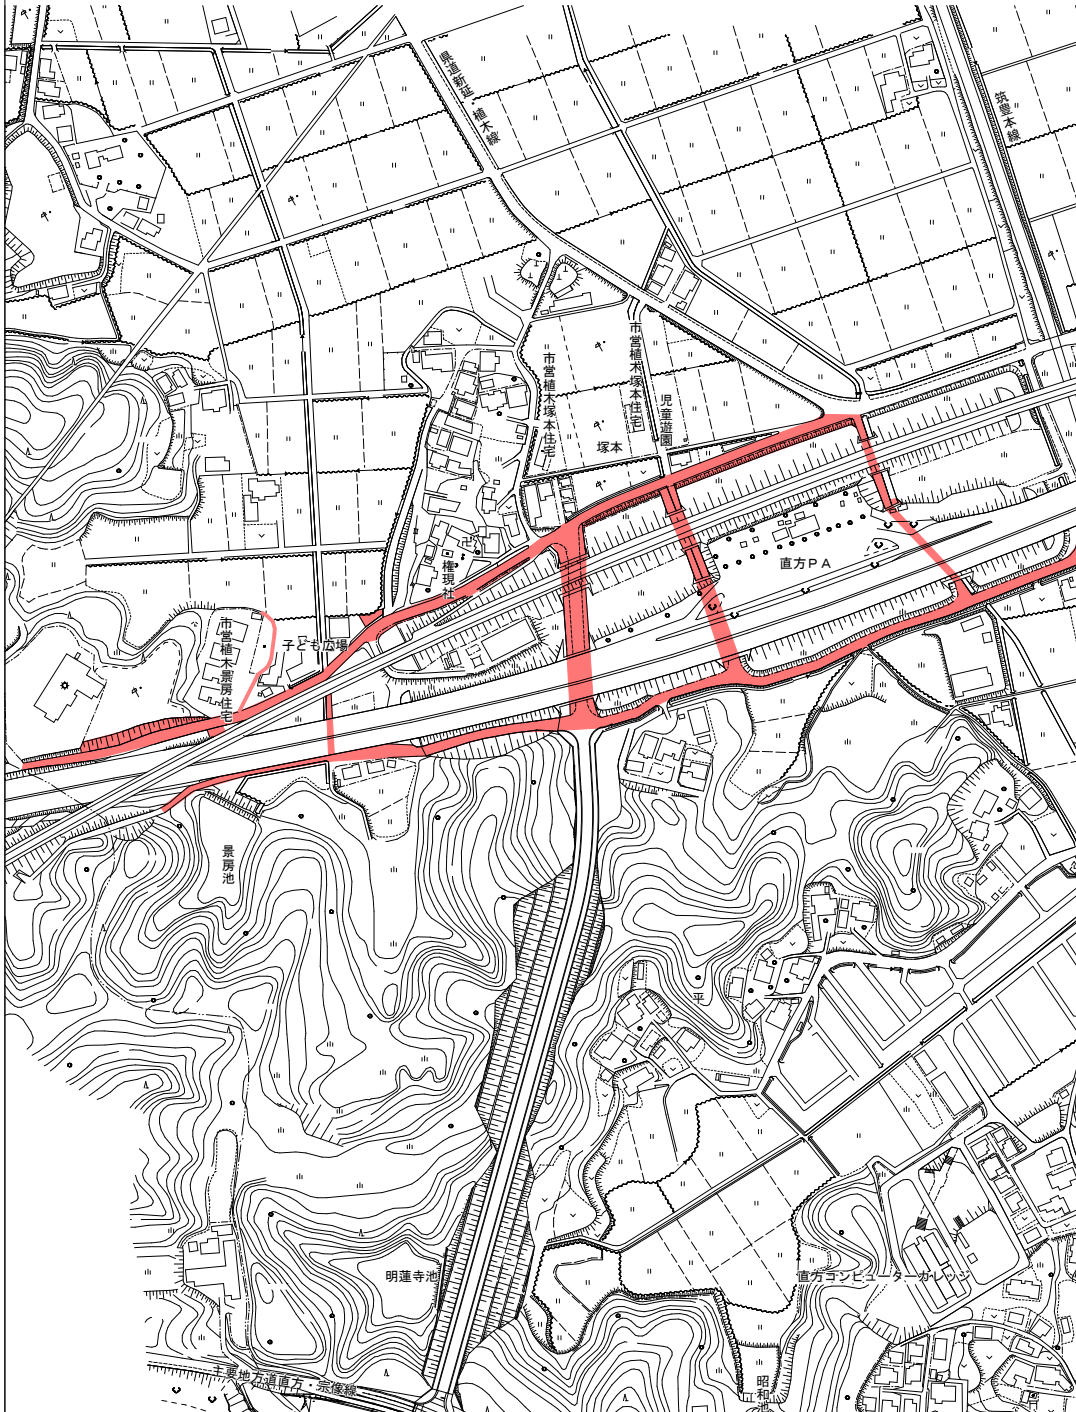 県道新延・植木線
筑豊本線
市営植木塚本住宅
市営植木塚本住宅
児童遊園
塚本
権現社
直方PA
市営植木景房住宅
子ども広場
景房池
平
明蓮寺池
直方コンピューターカレッジ
主要地方道直方・宗像線
昭和池